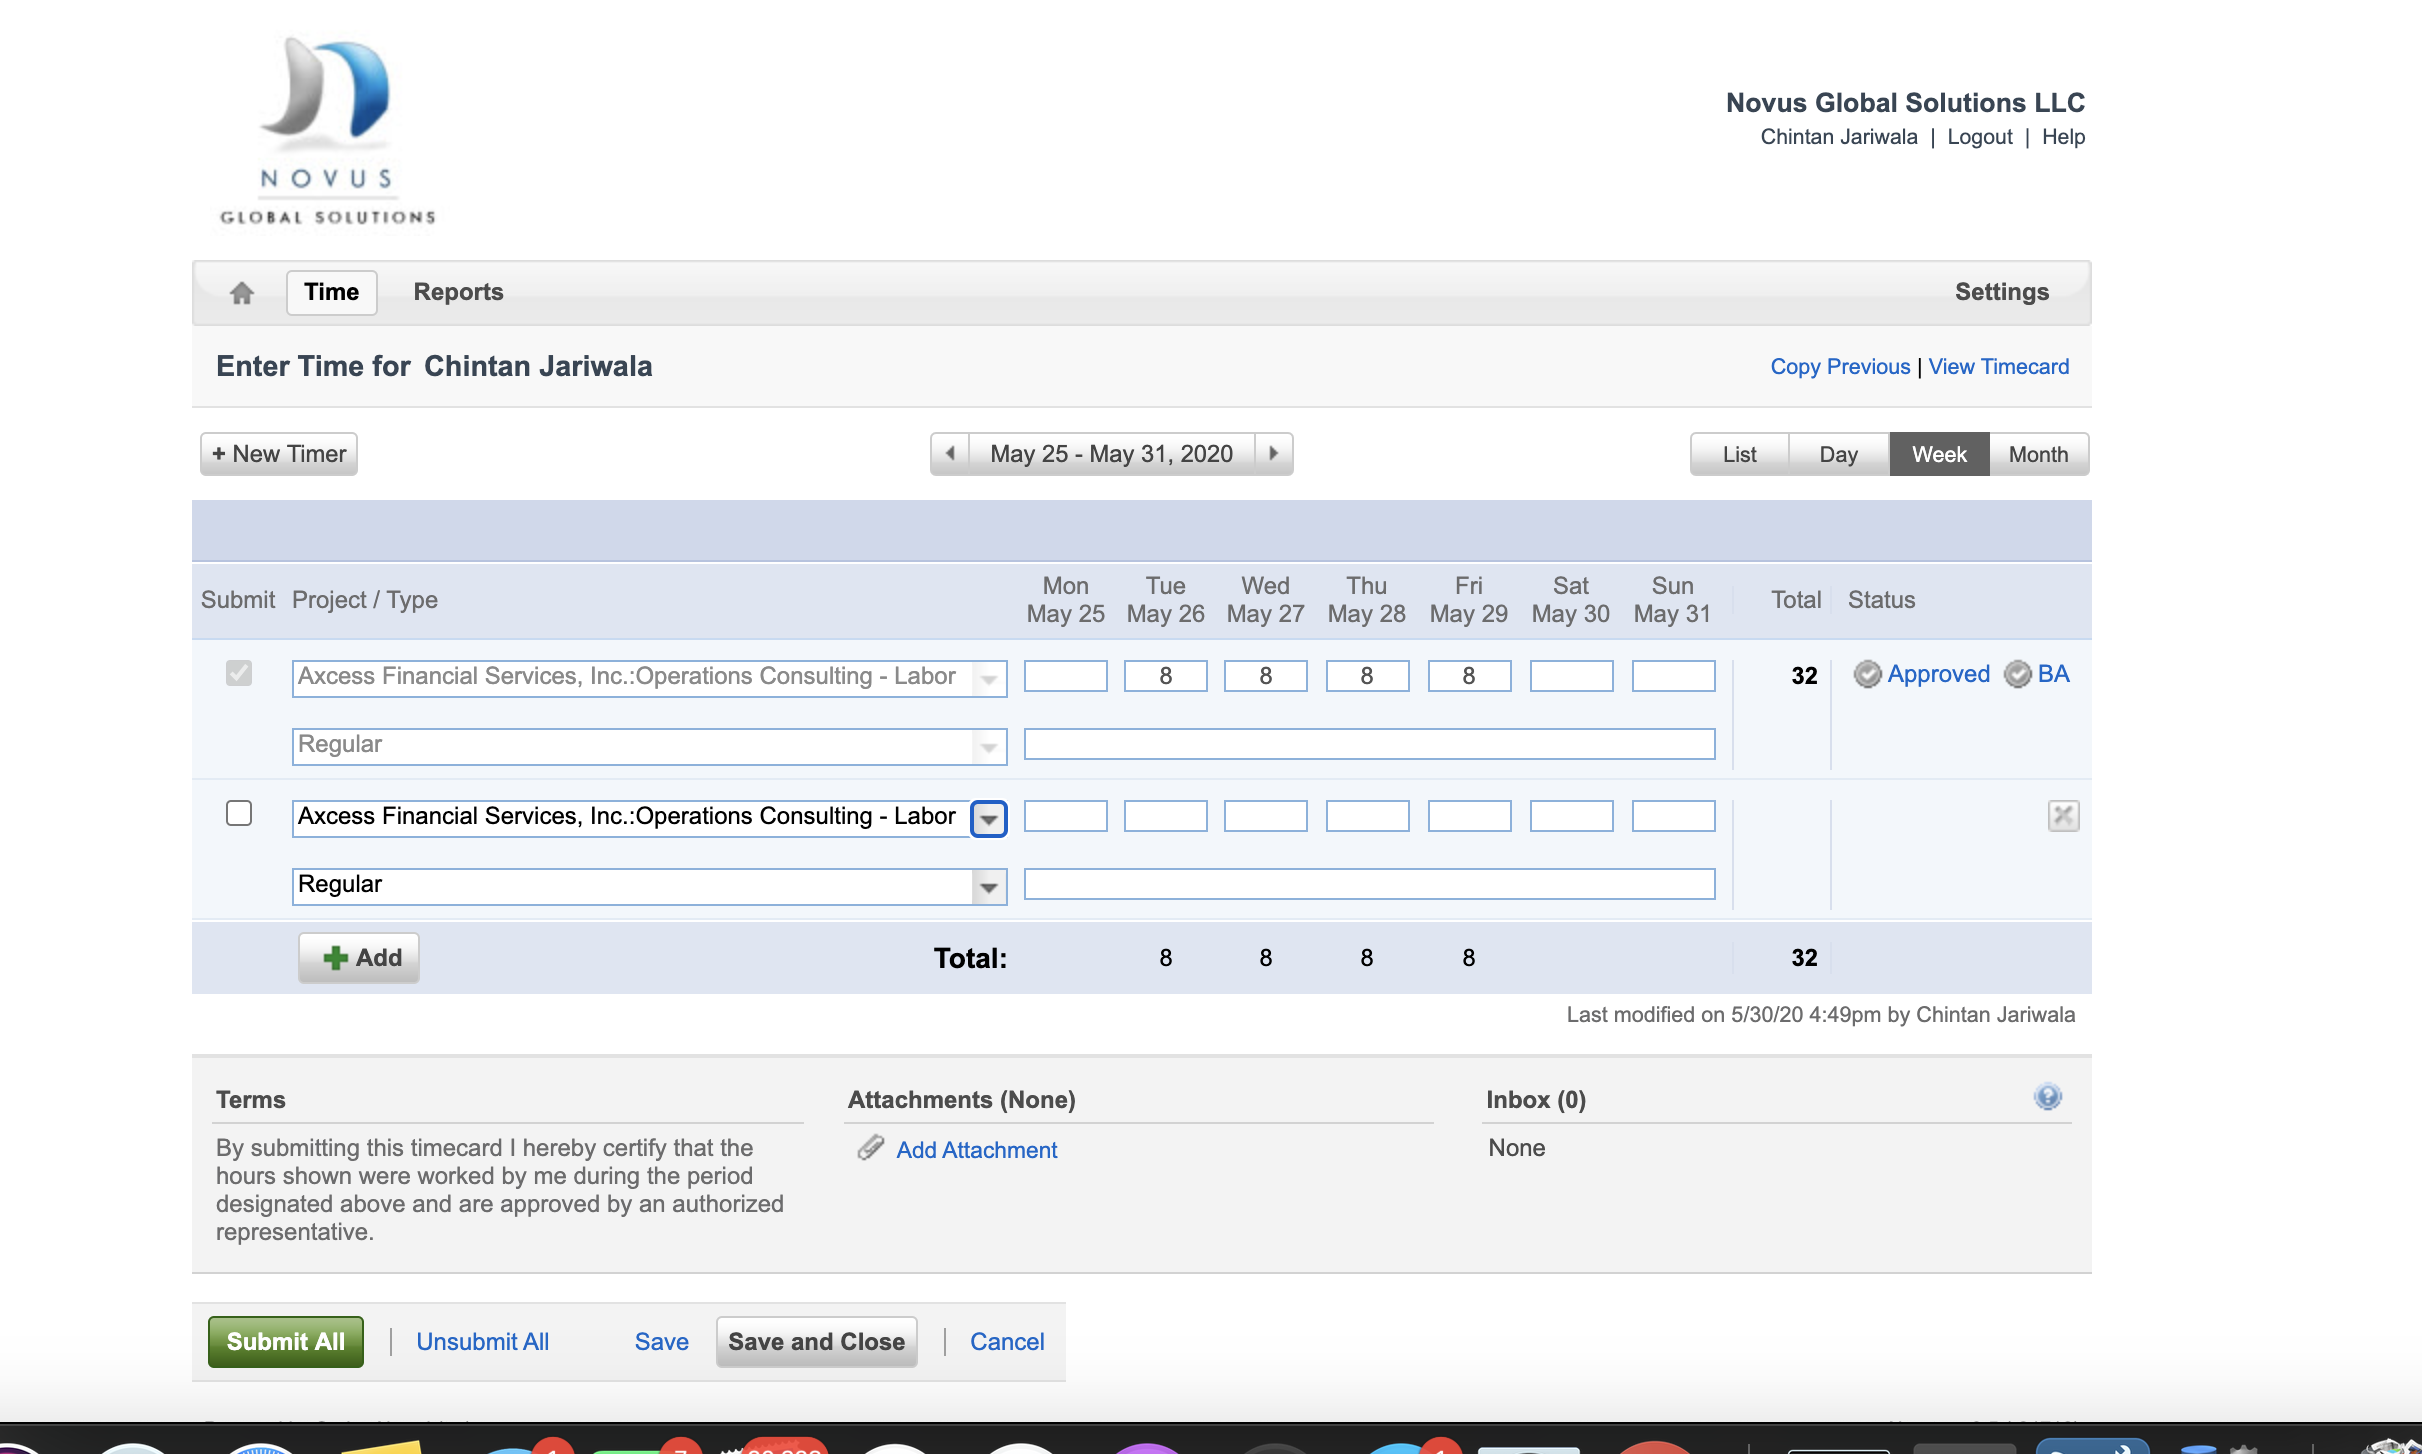 NOVUS
GLOBAL SOLUTIONS
Novus Global Solutions LLC
Chintan Jariwala | Logout | Help
Time Reports Settings
Enter Time for Chintan Jariwala
Copy Previous | View Timecard
+ New Timer
May 25 - May 31, 2020
List Day Week Month
Submit Project / Type
Mon May 25
Tue May 26
Wed May 27
Thu May 28
Fri May 29
Sat May 30
Sun May 31
Total Status
Axcess Financial Services, Inc.:Operations Consulting - Labor 8 8 8 8 32 Approved BA
Regular
Axcess Financial Services, Inc.:Operations Consulting - Labor
Regular
Add Total: 8 8 8 8 32
Last modified on 5/30/20 4:49pm by Chintan Jariwala
Terms
By submitting this timecard I hereby certify that the
hours shown were worked by me during the period
designated above and are approved by an authorized
representative.
Attachments (None)
Add Attachment
Inbox (0)
None
Submit All | Unsubmit All Save Save and Close | Cancel